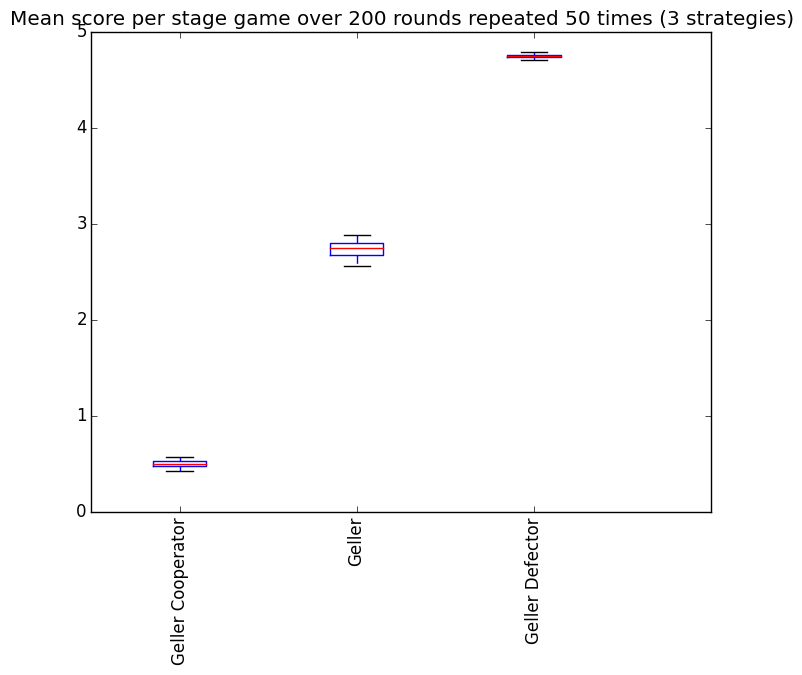 Mean score per stage game over 200 rounds repeated 50 times (3 strategies)
5
4
3
2
1
0
Geller Cooperator
Geller
Geller Defector